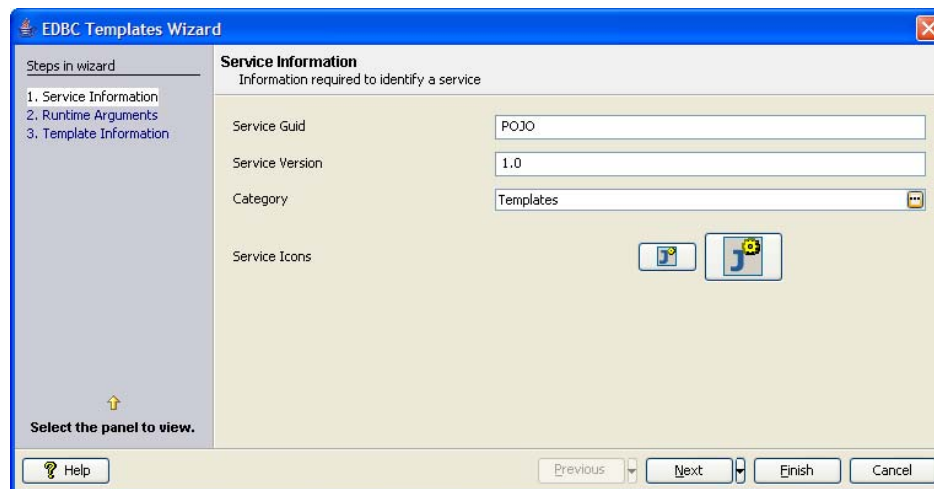 EDBC Templates Wizard
Steps in wizard
1. Service Information
2. Runtime Arguments
3. Template Information
Select the panel to view.
Service Information
Information required to identify a service
Service Guid
POJO
Service Version
1.0
Category
Templates
Service Icons
J
J
? Help
Previous
Next
Finish
Cancel